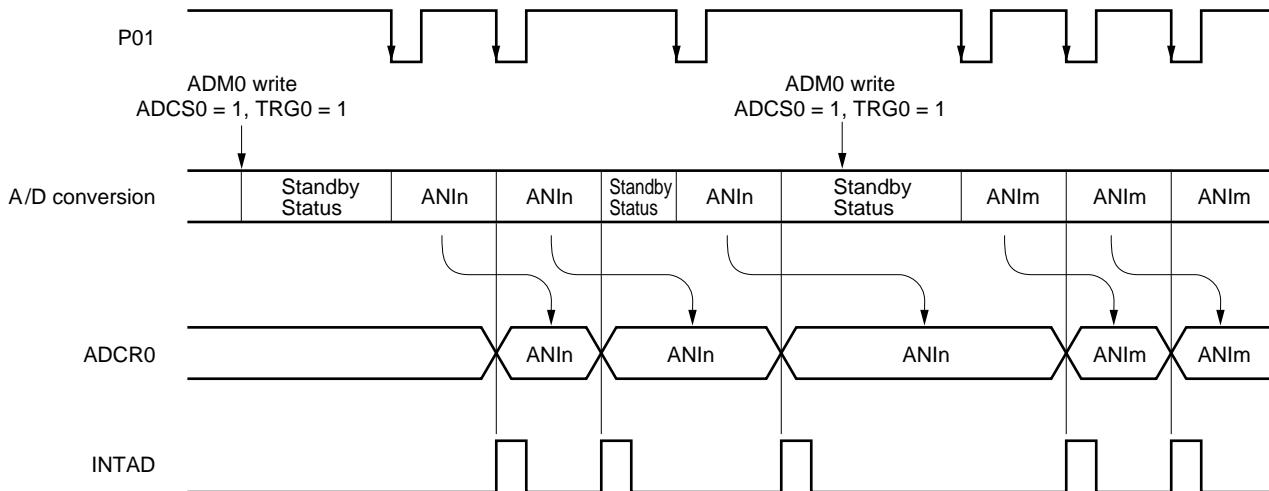 P01
ADM0 write
ADCS0 = 1, TRG0 = 1
ADM0 write
ADCS0 = 1, TRG0 = 1
A/D conversion
Standby
Status
ANIn
ANIn
Standby
Status
ANIn
Standby
Status
ANIm
ANIm
ANIm
ADCR0
ANIn
ANIn
ANIn
ANIm
ANIm
INTAD